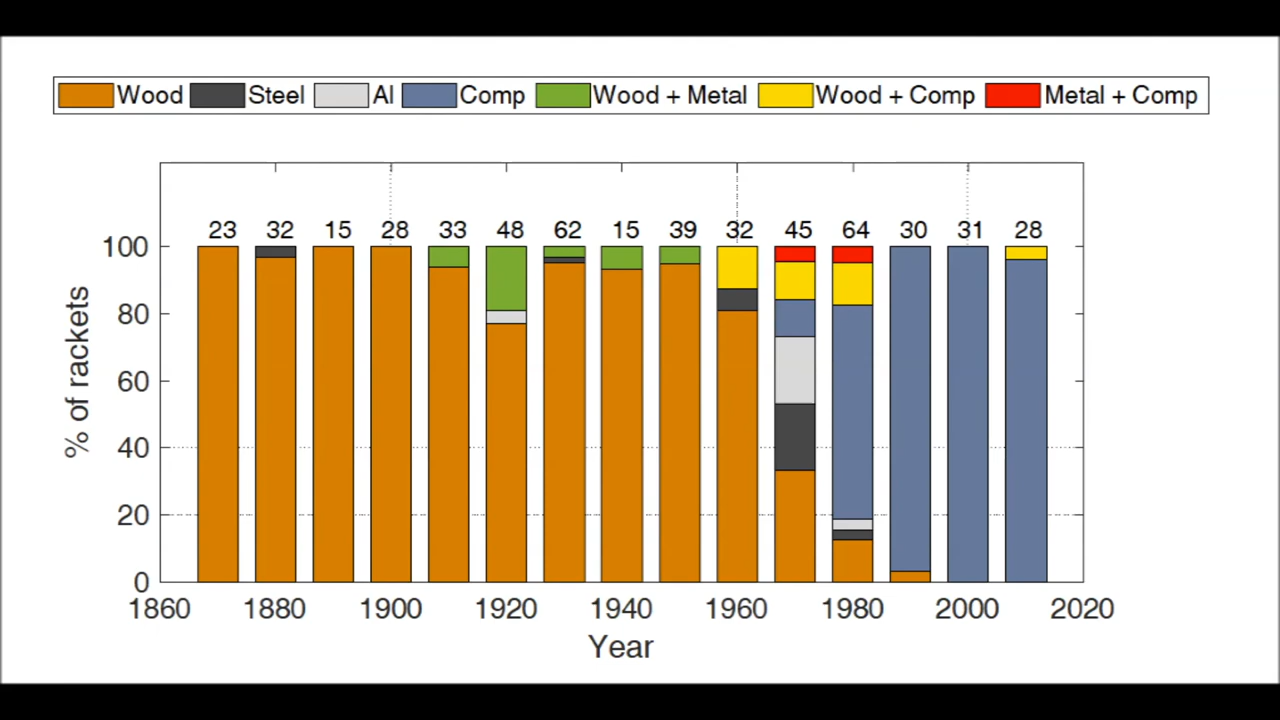 Wood Steel Al Comp Wood + Metal Wood + Comp Metal + Comp
23 32 15 28 33 48 62 15 39 32 45 64 30 31 28
100
80
60
40
20
0
% of rackets
1860 1880 1900 1920 1940 1960 1980 2000 2020
Year